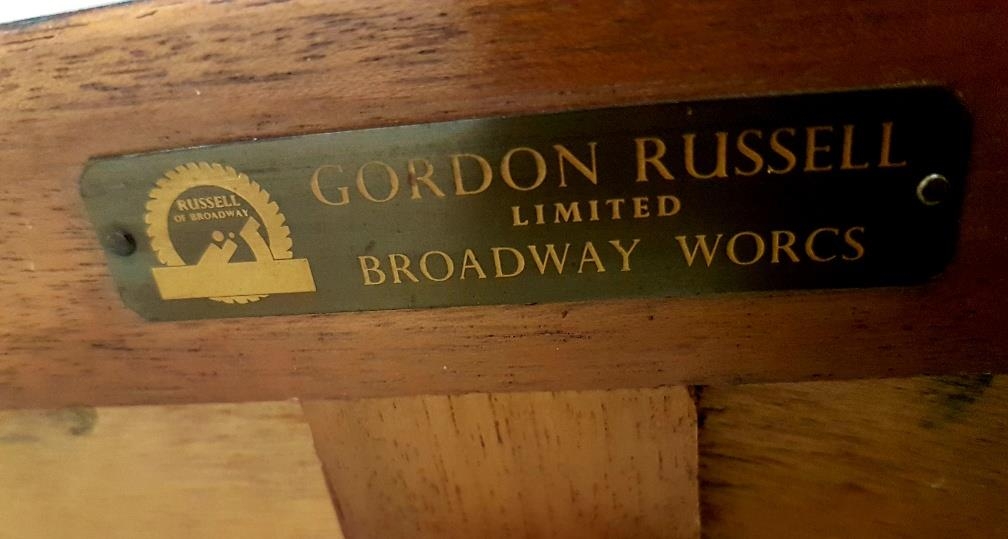 RUSSELL
OF BROADWAY
GORDON RUSSELL
LIMITED
BROADWAY WORCS